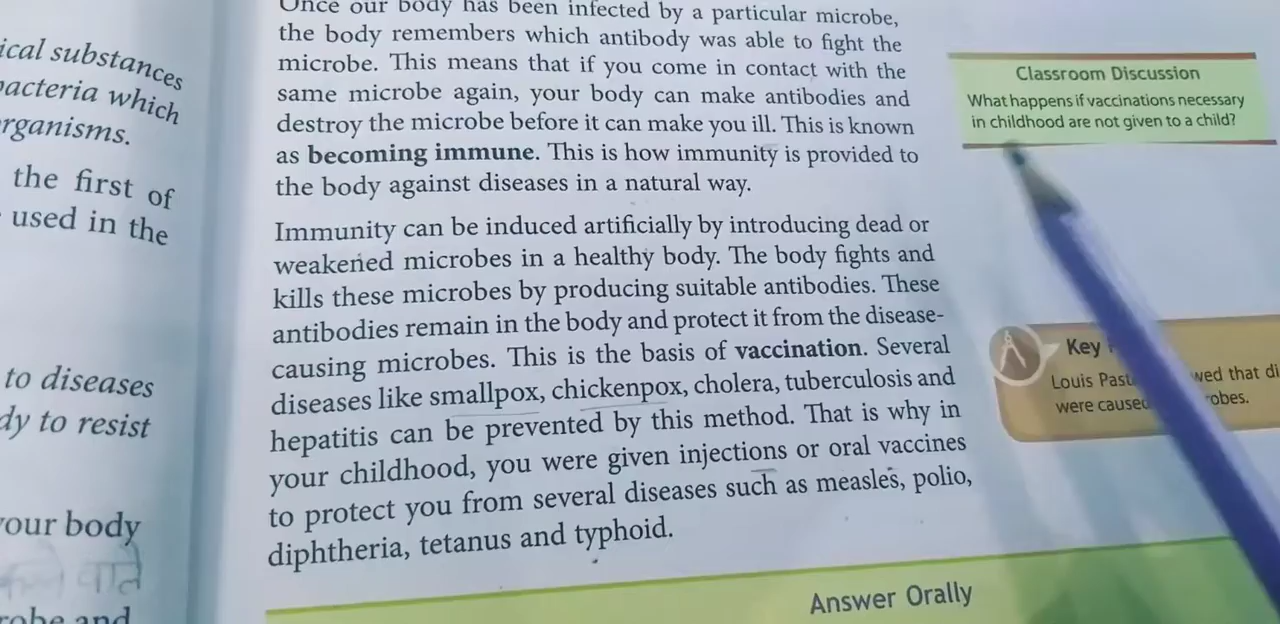 ical substances
bacteria which
rganisms.
the first of
used in the
to diseases
dy to resist
your body
robe and
Once our body has been infected by a particular microbe,
the body remembers which antibody was able to fight the
microbe. This means that if you come in contact with the
same microbe again, your body can make antibodies and
destroy the microbe before it can make you ill. This is known
as becoming immune. This is how immunity is provided to
the body against diseases in a natural way.
Immunity can be induced artificially by introducing dead or
weakened microbes in a healthy body. The body fights and
kills these microbes by producing suitable antibodies. These
antibodies remain in the body and protect it from the disease-
causing microbes. This is the basis of vaccination. Several
diseases like smallpox, chickenpox, cholera, tuberculosis and
hepatitis can be prevented by this method. That is why in
your childhood, you were given injections or oral vaccines
to protect you from several diseases such as measles, polio,
diphtheria, tetanus and typhoid.
Answer Orally
Classroom Discussion
What happens if vaccinations necessary
in childhood are not given to a child?
Key
Louis Past wed that di
were caused obes.